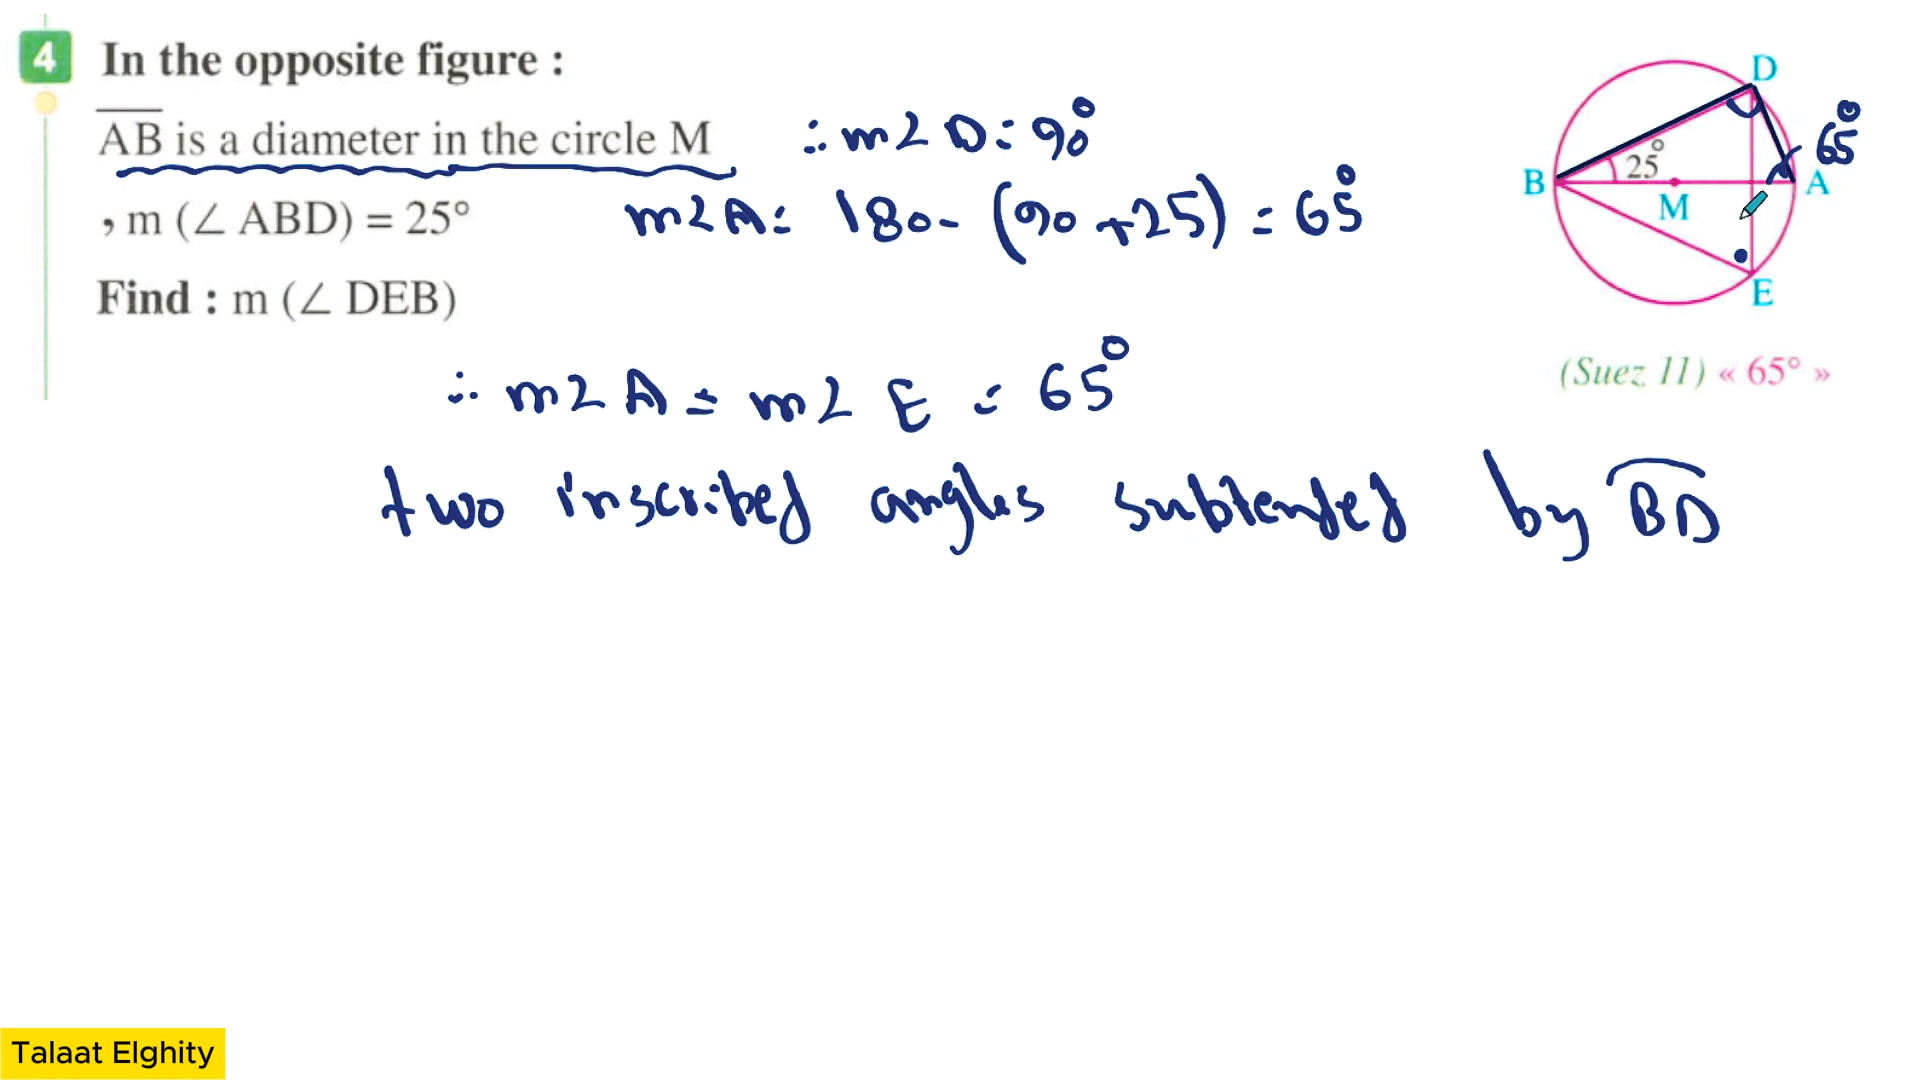 4 In the opposite figure :
AB is a diameter in the circle M
∴ m∠D = 90°
, m (∠ ABD) = 25°
m∠A = 180 - (90 + 25) = 65°
Find : m (∠ DEB)
∴ m∠A = m∠E = 65°
two inscribed angles subtended by BD
D
65°
25°
B
M
A
E
(Suez 11) « 65° »
Talaat Elghity